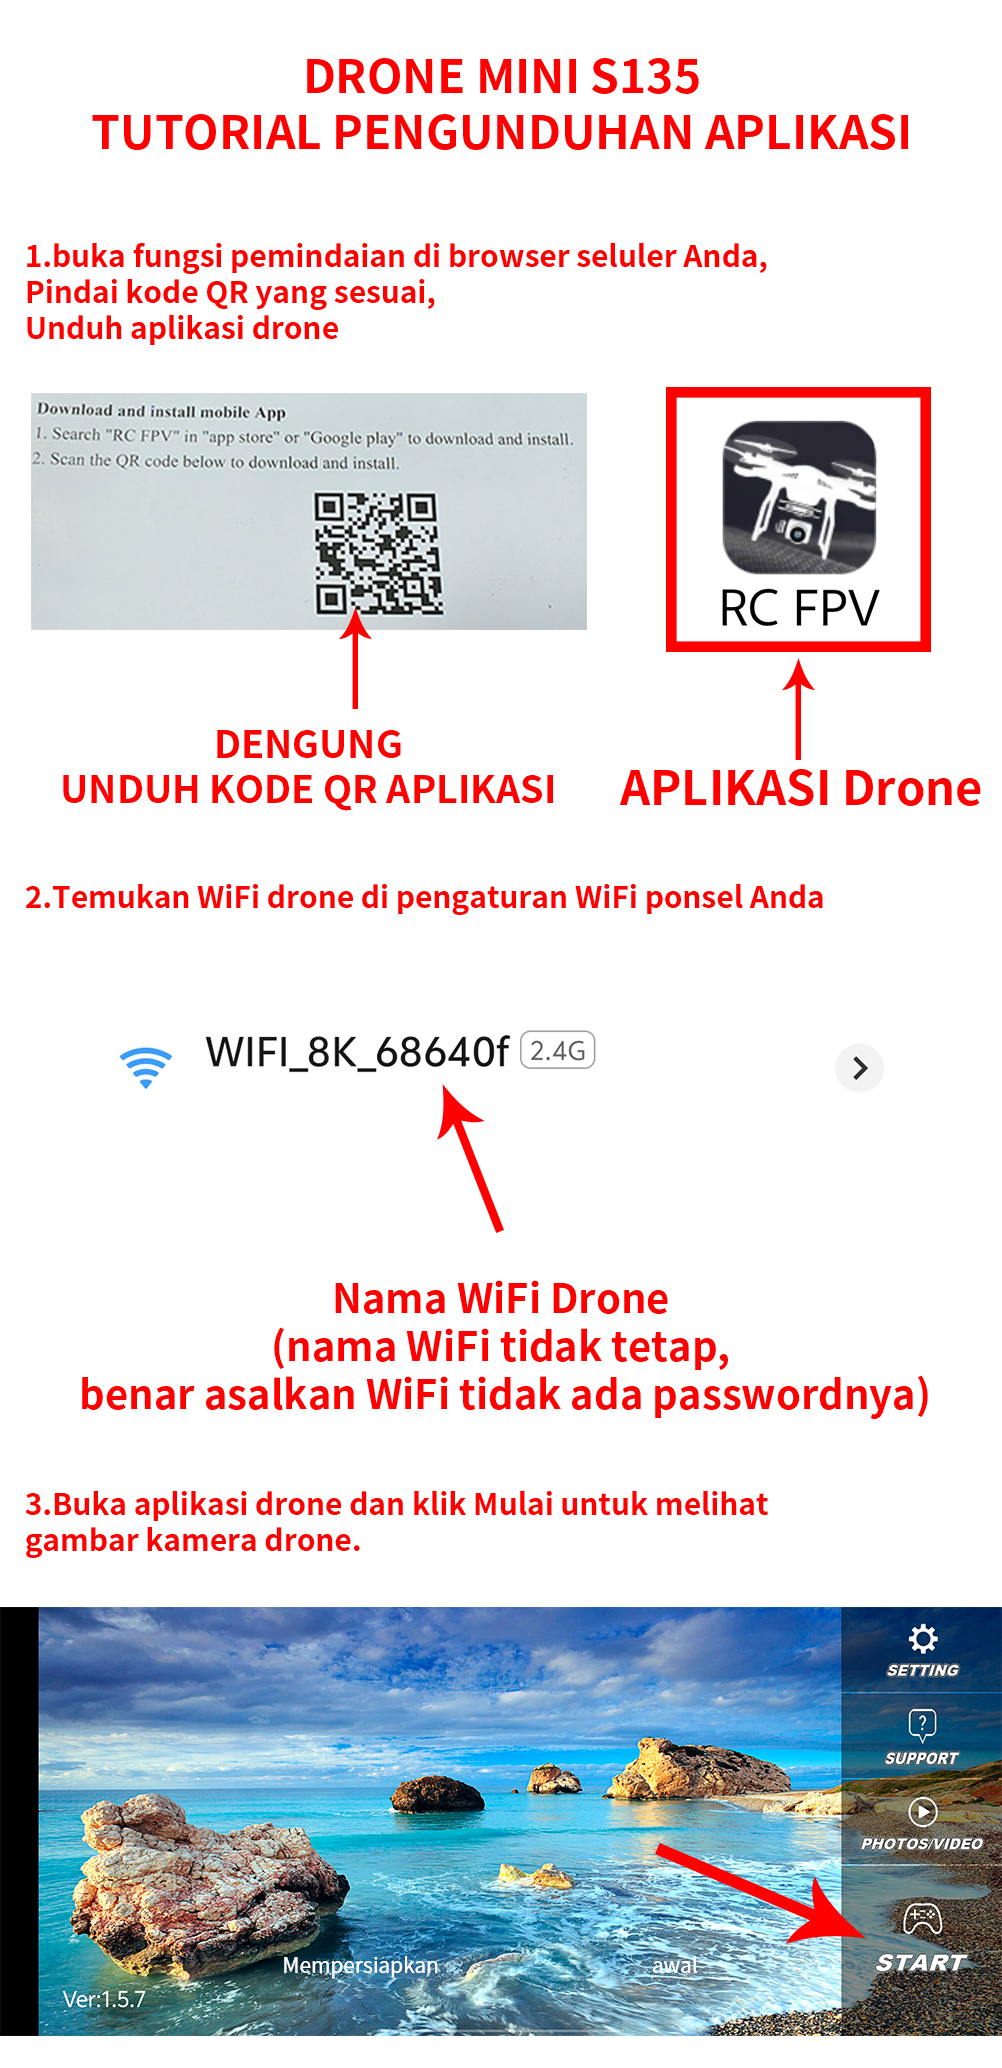 DRONE MINI S135
TUTORIAL PENGUNDUHAN APLIKASI
1.buka fungsi pemindaian di browser seluler Anda,
Pindai kode QR yang sesuai,
Unduh aplikasi drone
Download and install mobile App
1. Search "RC FPV" in "app store" or "Google play" to download and install.
2. Scan the QR code below to download and install.
RC FPV
DENGUNG
UNDUH KODE QR APLIKASI
APLIKASI Drone
2.Temukan WiFi drone di pengaturan WiFi ponsel Anda
WIFI_8K_68640f 2.4G
Nama WiFi Drone
(nama WiFi tidak tetap,
benar asalkan WiFi tidak ada passwordnya)
3.Buka aplikasi drone dan klik Mulai untuk melihat
gambar kamera drone.
SETTING
?
SUPPORT
PHOTOS/VIDEO
START
Mempersiapkan awal
Ver:1.5.7